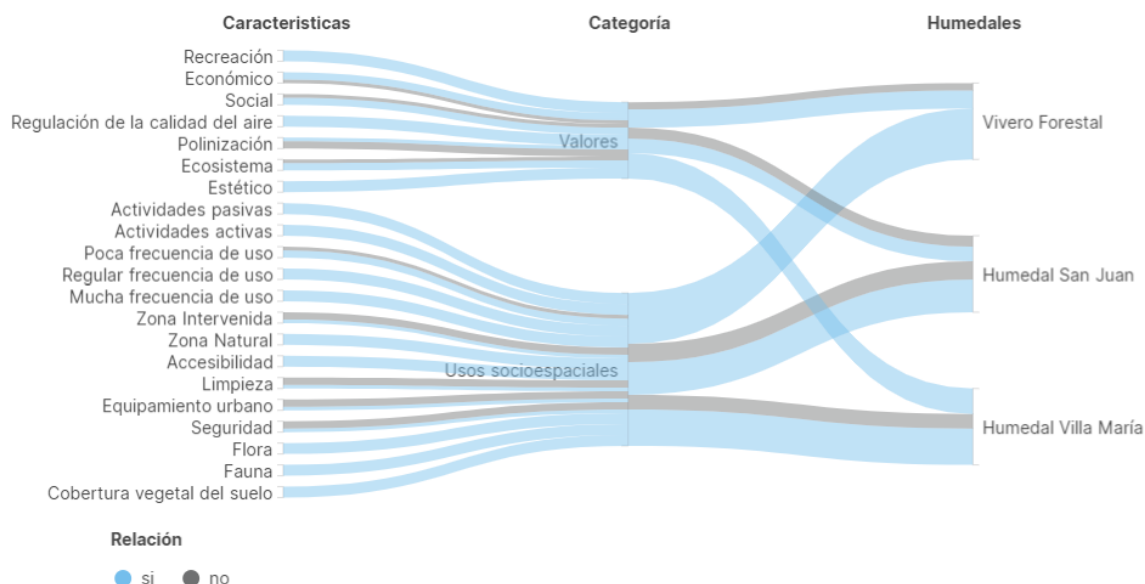 Caracteristicas Categoría Humedales
Recreación
Económico
Social
Regulación de la calidad del aire
Polinización
Ecosistema
Estético
Actividades pasivas
Actividades activas
Poca frecuencia de uso
Regular frecuencia de uso
Mucha frecuencia de uso
Zona Intervenida
Zona Natural
Accesibilidad
Limpieza
Equipamiento urbano
Seguridad
Flora
Fauna
Cobertura vegetal del suelo
Valores
Usos socioespaciales
Vivero Forestal
Humedal San Juan
Humedal Villa María
Relación
si no